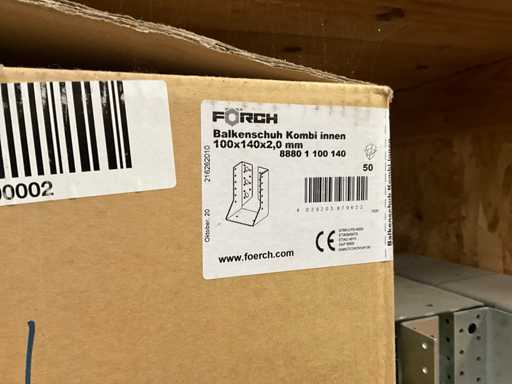 FÖRCH
Balkenschuh Kombi innen
100x140x2,0 mm
8880 1 100 140
50
216262010
Oktober. 20
www.foerch.com
CE
Balkenschuh Kombi innen
00002